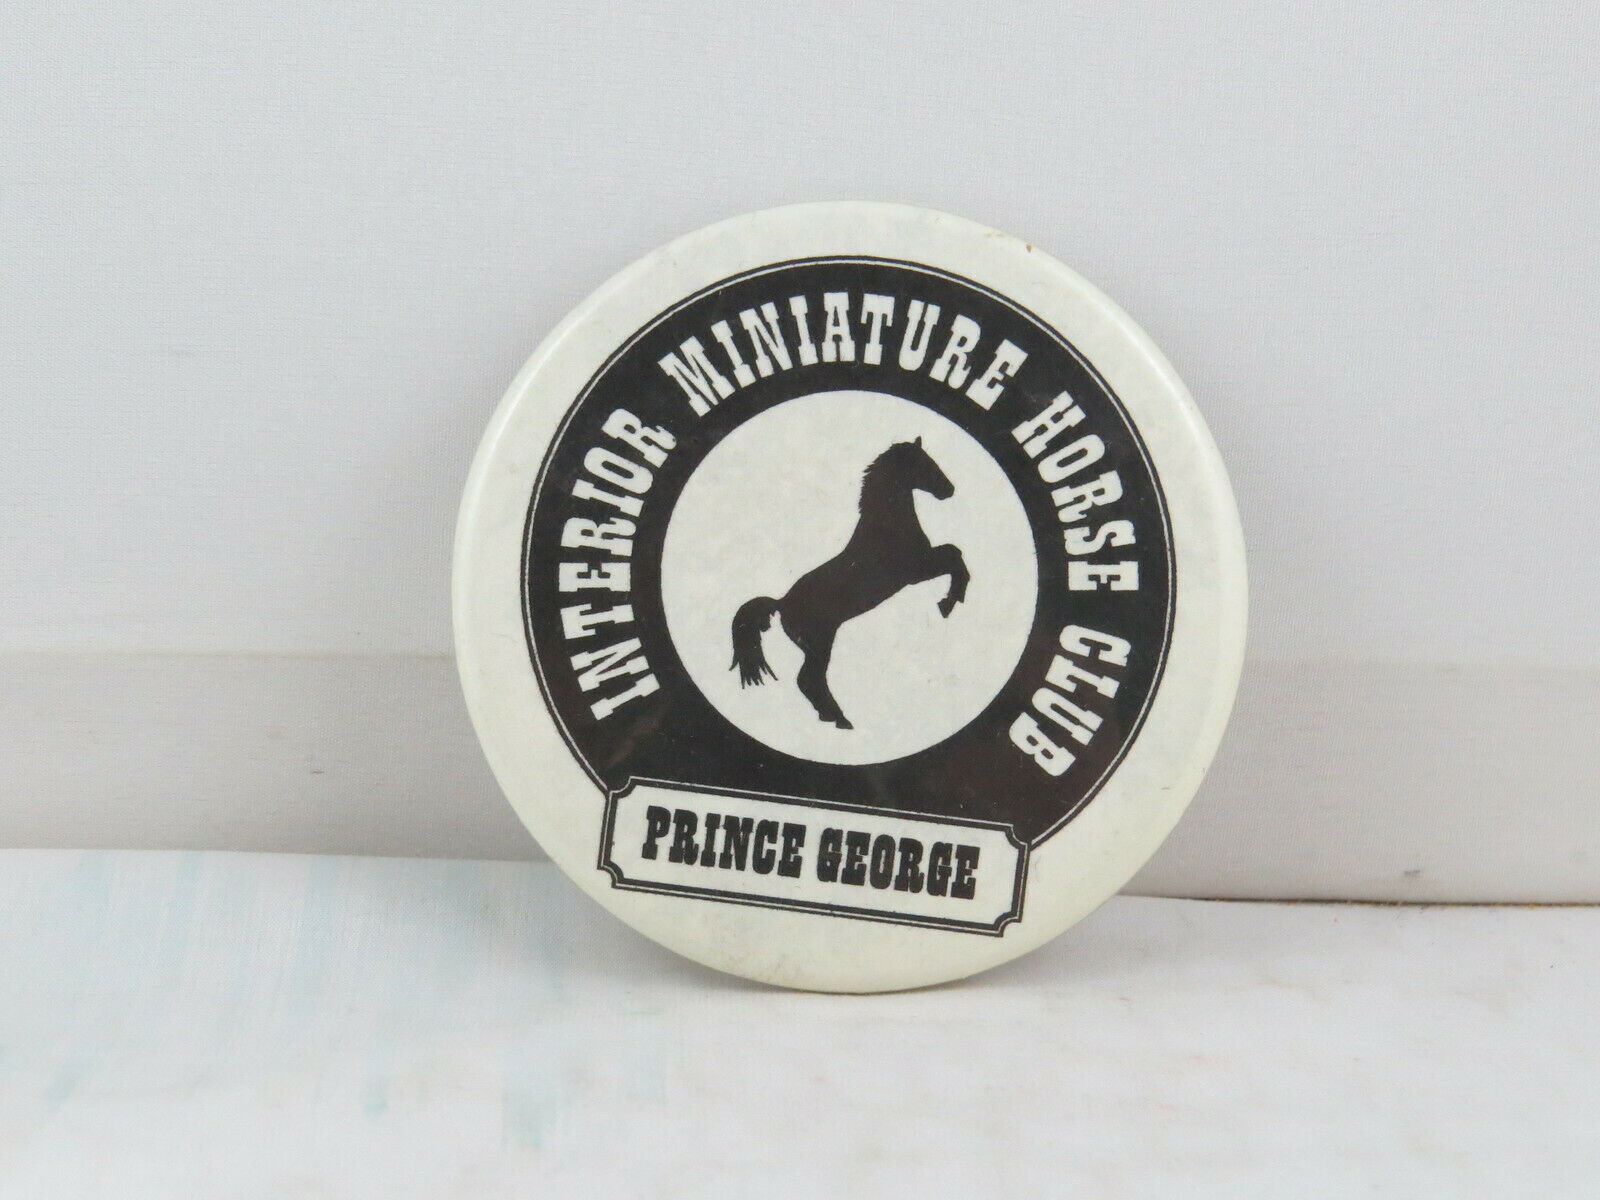 INTERIOR MINIATURE HORSE CLUB
PRINCE GEORGE